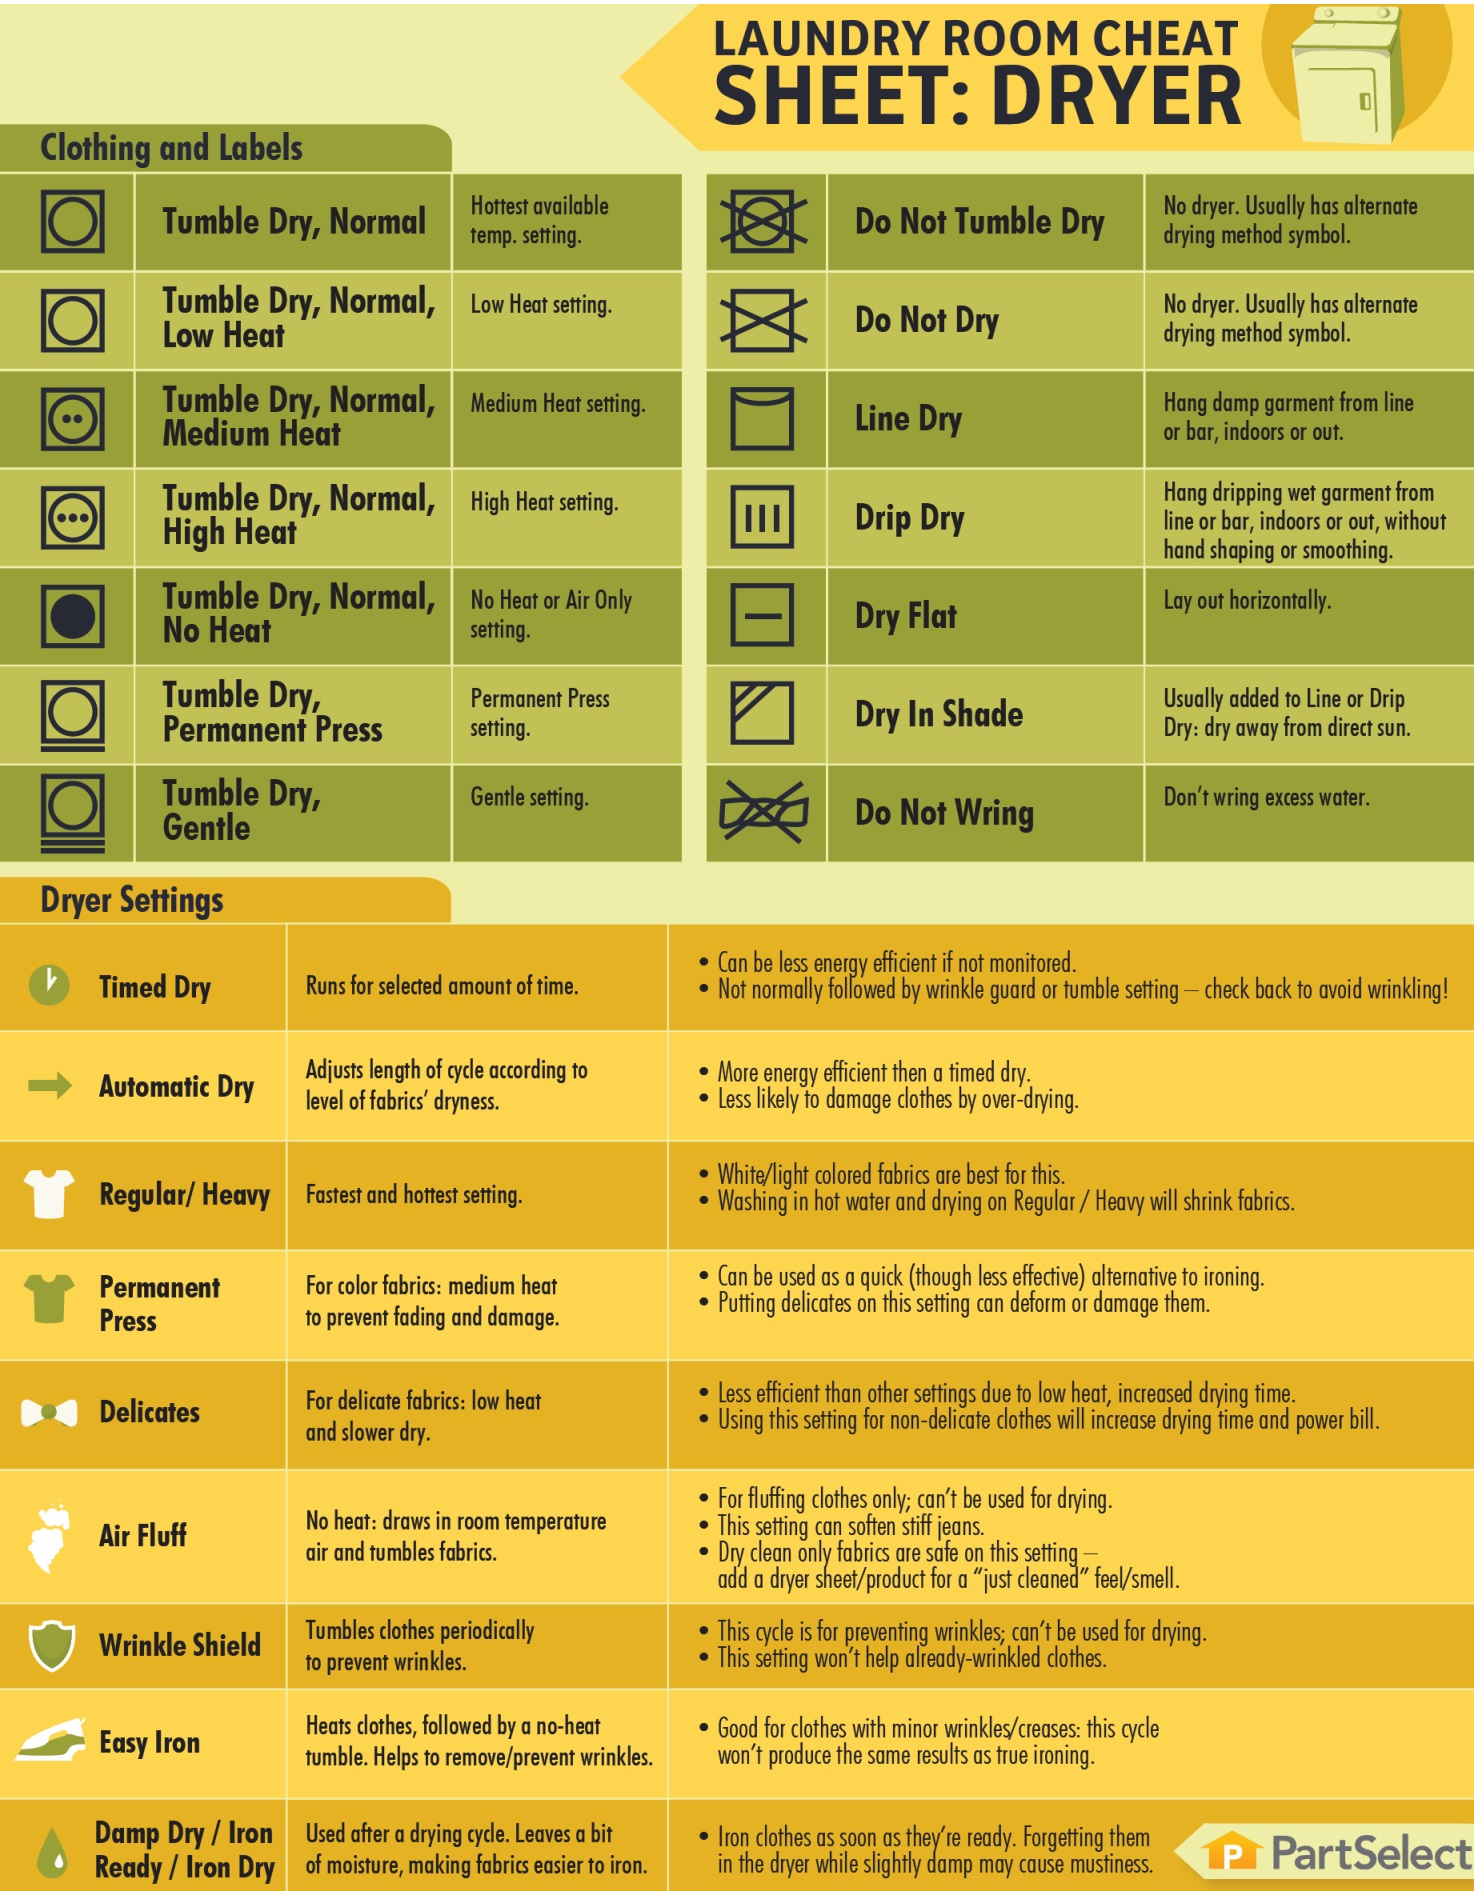 LAUNDRY ROOM CHEAT
SHEET: DRYER
Clothing and Labels
Tumble Dry, Normal
Hottest available
temp. setting.
Tumble Dry, Normal,
Low Heat
Low Heat setting.
Tumble Dry, Normal,
Medium Heat
Medium Heat setting.
Tumble Dry, Normal,
High Heat
High Heat setting.
Tumble Dry, Normal,
No Heat
No Heat or Air Only
setting.
Tumble Dry,
Permanent Press
Permanent Press
setting.
Tumble Dry,
Gentle
Gentle setting.
Do Not Tumble Dry
No dryer. Usually has alternate
drying method symbol.
Do Not Dry
No dryer. Usually has alternate
drying method symbol.
Line Dry
Hang damp garment from line
or bar, indoors or out.
Drip Dry
Hang dripping wet garment from
line or bar, indoors or out, without
hand shaping or smoothing.
Dry Flat
Lay out horizontally.
Dry In Shade
Usually added to Line or Drip
Dry: dry away from direct sun.
Do Not Wring
Don't wring excess water.
Dryer Settings
Timed Dry
Runs for selected amount of time.
• Can be less energy efficient if not monitored.
• Not normally followed by wrinkle guard or tumble setting – check back to avoid wrinkling!
Automatic Dry
Adjusts length of cycle according to
level of fabrics' dryness.
• More energy efficient then a timed dry.
• Less likely to damage clothes by over-drying.
Regular/ Heavy
Fastest and hottest setting.
• White/light colored fabrics are best for this.
• Washing in hot water and drying on Regular / Heavy will shrink fabrics.
Permanent
Press
For color fabrics: medium heat
to prevent fading and damage.
• Can be used as a quick (though less effective) alternative to ironing.
• Putting delicates on this setting can deform or damage them.
Delicates
For delicate fabrics: low heat
and slower dry.
• Less efficient than other settings due to low heat, increased drying time.
• Using this setting for non-delicate clothes will increase drying time and power bill.
Air Fluff
No heat: draws in room temperature
air and tumbles fabrics.
• For fluffing clothes only; can't be used for drying.
• This setting can soften stiff jeans.
• Dry clean only fabrics are safe on this setting –
add a dryer sheet/product for a "just cleaned" feel/smell.
Wrinkle Shield
Tumbles clothes periodically
to prevent wrinkles.
• This cycle is for preventing wrinkles; can't be used for drying.
• This setting won't help already-wrinkled clothes.
Easy Iron
Heats clothes, followed by a no-heat
tumble. Helps to remove/prevent wrinkles.
• Good for clothes with minor wrinkles/creases: this cycle
won't produce the same results as true ironing.
Damp Dry / Iron
Ready / Iron Dry
Used after a drying cycle. Leaves a bit
of moisture, making fabrics easier to iron.
• Iron clothes as soon as they're ready. Forgetting them
in the dryer while slightly damp may cause mustiness.
P PartSelect